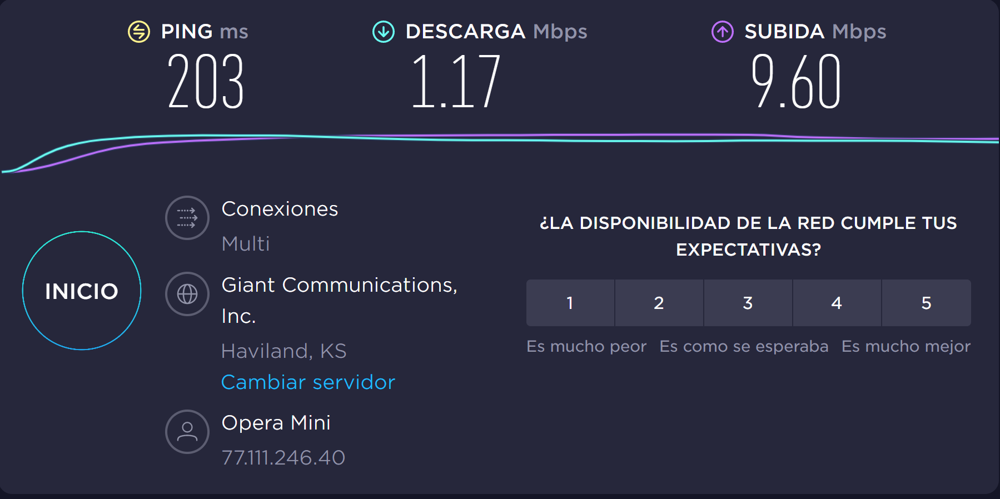 PING ms
203
DESCARGA Mbps
1.17
SUBIDA Mbps
9.60
INICIO
Conexiones
Multi
Giant Communications,
Inc.
Haviland, KS
Cambiar servidor
Opera Mini
77.111.246.40
¿LA DISPONIBILIDAD DE LA RED CUMPLE TUS
EXPECTATIVAS?
1 2 3 4 5
Es mucho peor Es como se esperaba Es mucho mejor